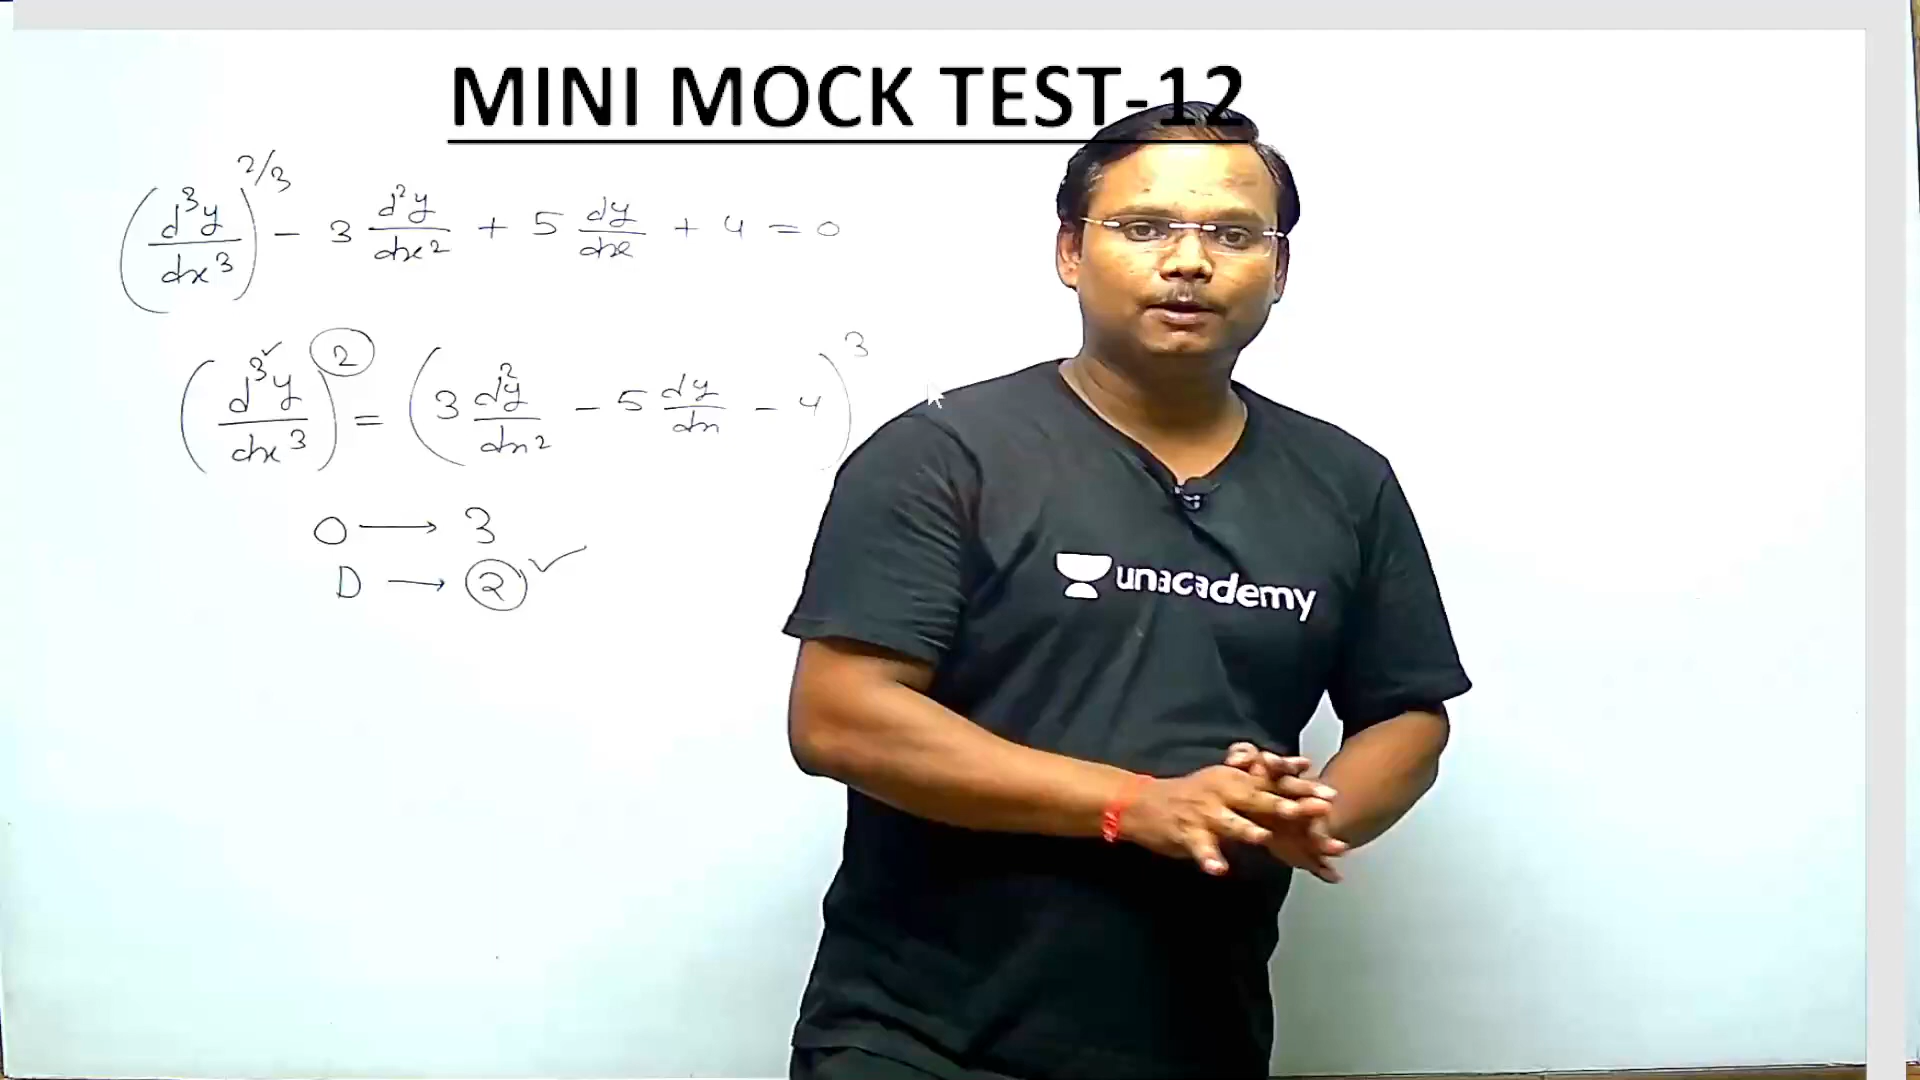 MINI MOCK TEST-12
(d³y/dx³)^2/3 - 3 d²y/dx² + 5 dy/dx + 4 = 0
(d³y/dx³)^2 = (3 d²y/dx² - 5 dy/dx - 4)^3
O → 3
D → 2 ✓
unacademy